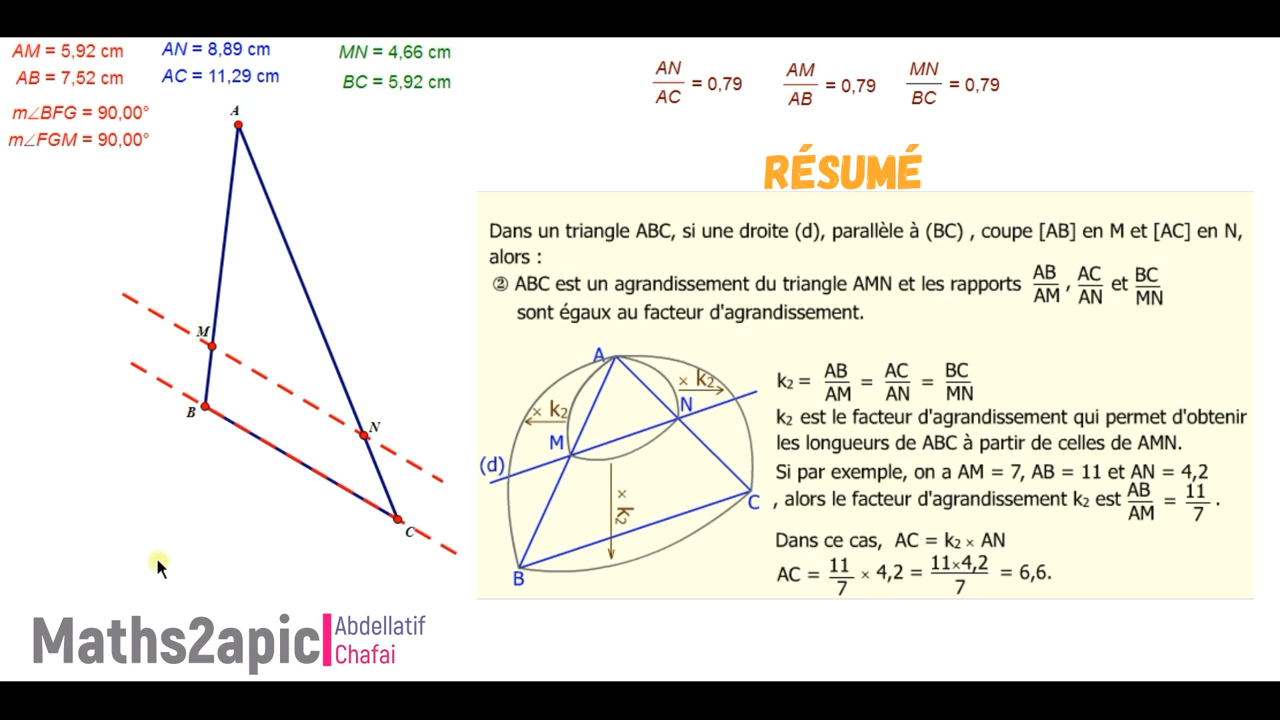 AM = 5,92 cm
AN = 8,89 cm
MN = 4,66 cm
AB = 7,52 cm
AC = 11,29 cm
BC = 5,92 cm
m∠BFG = 90,00°
m∠FGM = 90,00°
AN/AC = 0,79
AM/AB = 0,79
MN/BC = 0,79
A
M
B
N
C
RÉSUMÉ
Dans un triangle ABC, si une droite (d), parallèle à (BC) , coupe [AB] en M et [AC] en N,
alors :
② ABC est un agrandissement du triangle AMN et les rapports AB/AM , AC/AN et BC/MN
sont égaux au facteur d'agrandissement.
A
× k2
× k2
N
M
(d)
× k2
C
B
k2 = AB/AM = AC/AN = BC/MN
k2 est le facteur d'agrandissement qui permet d'obtenir
les longueurs de ABC à partir de celles de AMN.
Si par exemple, on a AM = 7, AB = 11 et AN = 4,2
, alors le facteur d'agrandissement k2 est AB/AM = 11/7 .
Dans ce cas, AC = k2 × AN
AC = 11/7 × 4,2 = 11×4,2/7 = 6,6.
Maths2apic
Abdellatif
Chafai